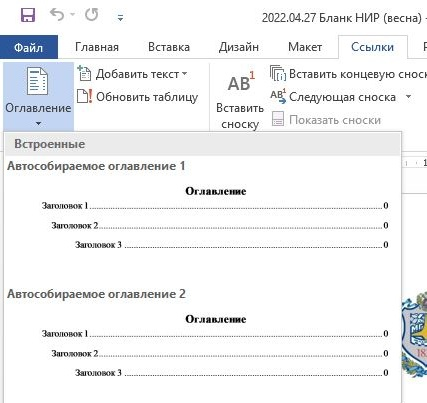 2022.04.27 Бланк НИР (весна) -
Файл Главная Вставка Дизайн Макет Ссылки
Оглавление
Добавить текст
Обновить таблицу
AB¹
Вставить сноску
Вставить концевую сноск
Следующая сноска
Показать сноски
Встроенные
Автособираемое оглавление 1
Оглавление
Заголовок 1 0
Заголовок 2 0
Заголовок 3 0
Автособираемое оглавление 2
Оглавление
Заголовок 1 0
Заголовок 2 0
Заголовок 3 0